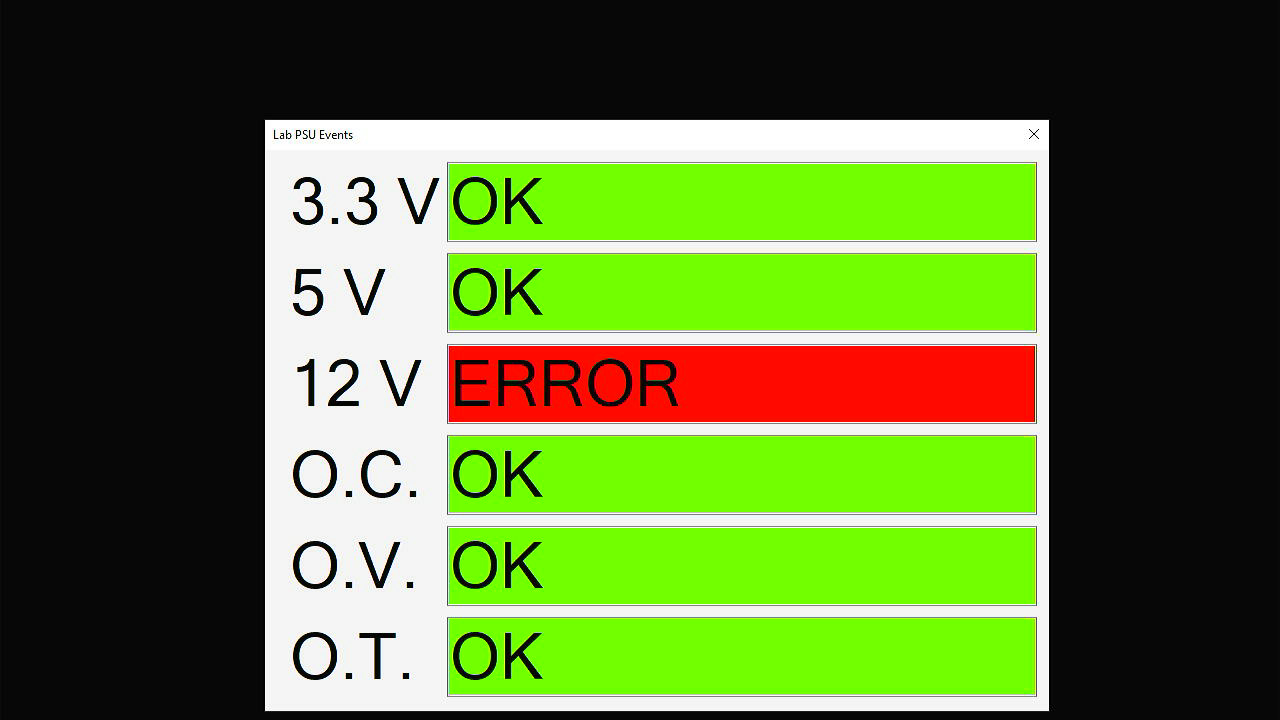 Lab PSU Events
3.3 V OK
5 V OK
12 V ERROR
O.C. OK
O.V. OK
O.T. OK